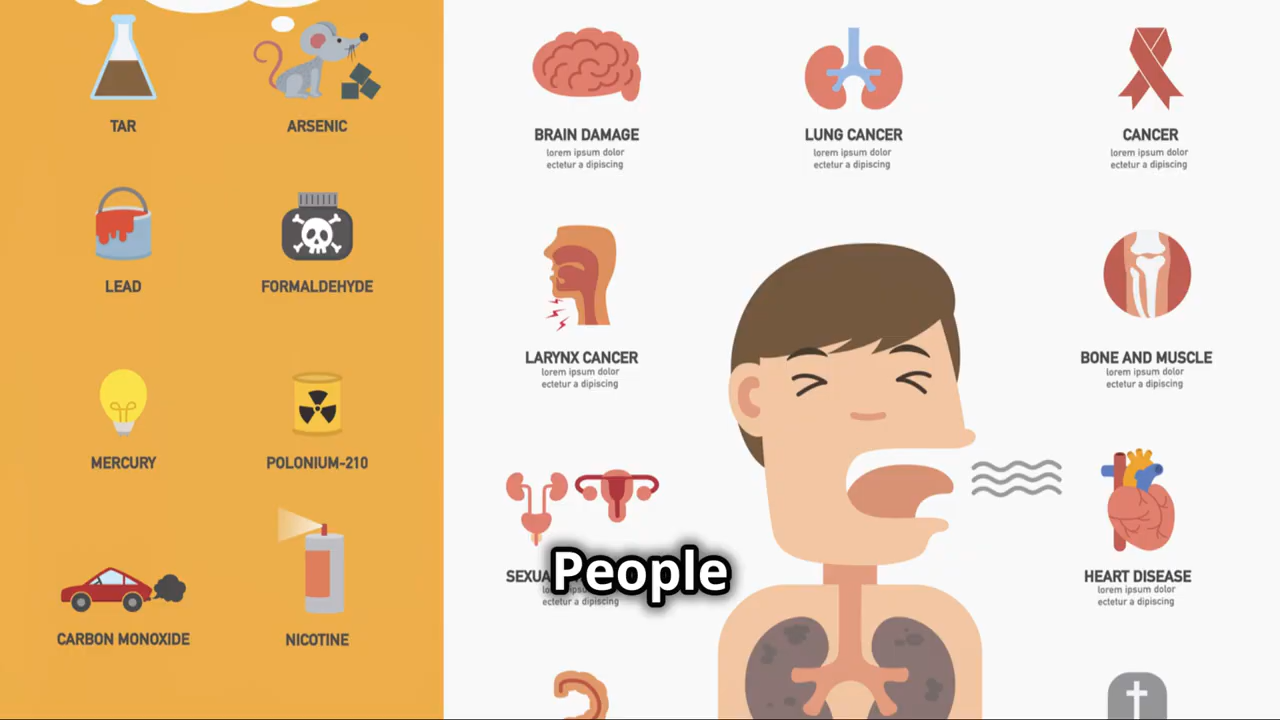 TAR
ARSENIC
LEAD
FORMALDEHYDE
MERCURY
POLONIUM-210
CARBON MONOXIDE
NICOTINE
BRAIN DAMAGE
lorem ipsum dolor
ectetur a dipiscing
LUNG CANCER
lorem ipsum dolor
ectetur a dipiscing
CANCER
lorem ipsum dolor
ectetur a dipiscing
LARYNX CANCER
lorem ipsum dolor
ectetur a dipiscing
BONE AND MUSCLE
lorem ipsum dolor
ectetur a dipiscing
People
ectetur a dipiscing
HEART DISEASE
lorem ipsum dolor
ectetur a dipiscing